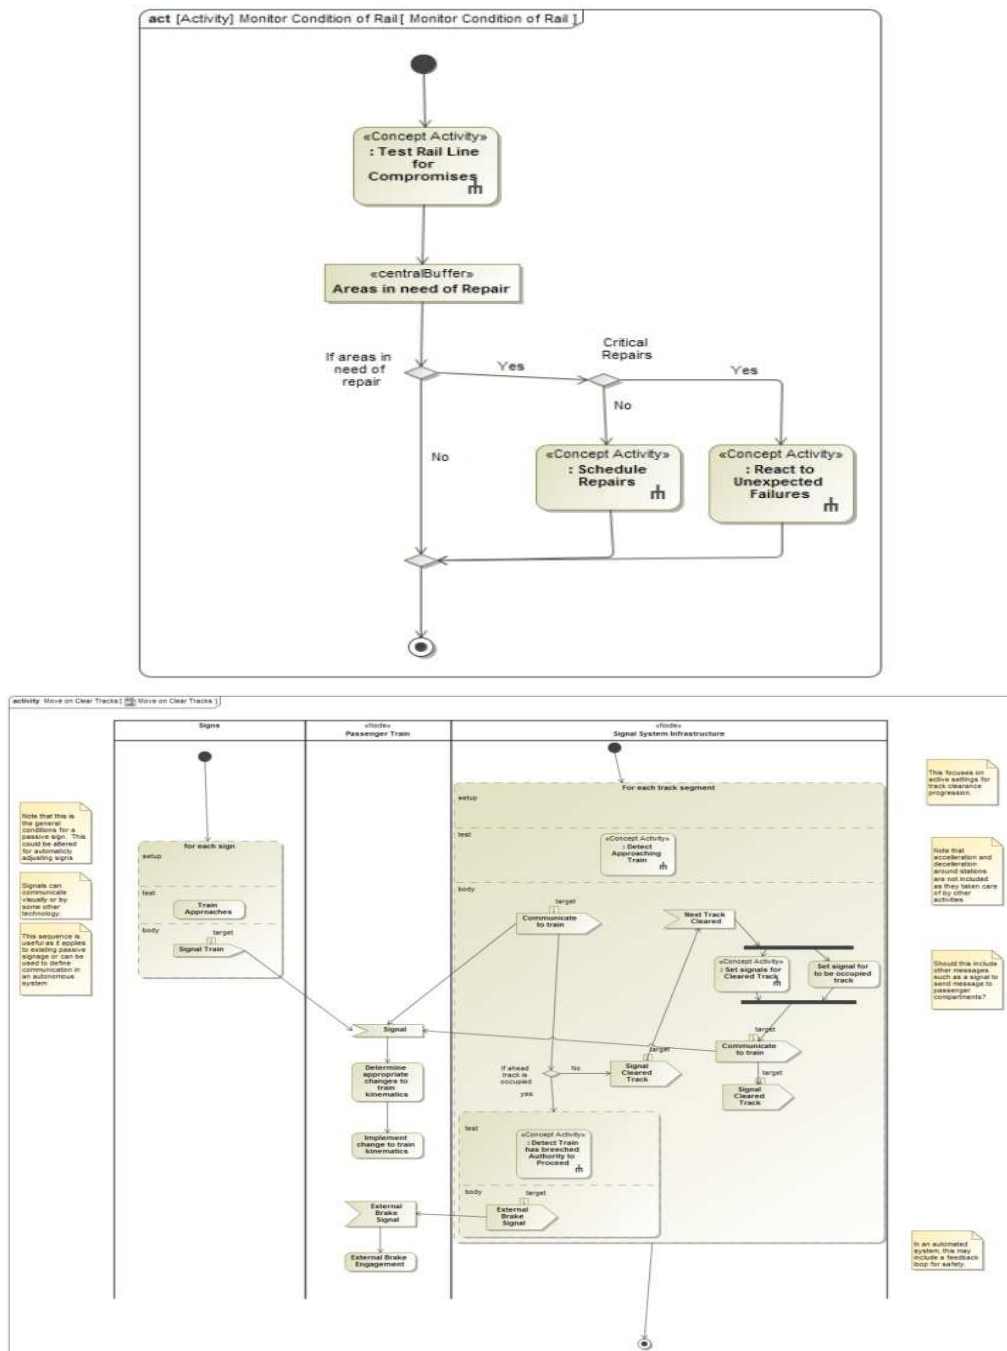 act [Activity] Monitor Condition of Rail [ Monitor Condition of Rail ]
«Concept Activity»
: Test Rail Line
for
Compromises
«centralBuffer»
Areas in need of Repair
If areas in
need of
repair
Yes
Critical
Repairs
Yes
No
No
«Concept Activity»
: Schedule
Repairs
«Concept Activity»
: React to
Unexpected
Failures
activity Move on Clear Tracks [ Move on Clear Tracks ]
Signs
«Node»
Passenger Train
«Node»
Signal System Infrastructure
Note that this is
the general
conditions for a
passive sign. This
could be altered
for automaticly
adjusting signs
Signals can
communicate
visually or by
some other
technology.
This sequence is
useful as it applies
to existing passive
signage or can be
used to define
communication in
an autonomous
system
for each sign
setup
test
Train
Approaches
body
target
Signal Train
Signal
Determine
appropriate
changes to
train
kinematics
Implement
change to train
kinematics
External
Brake
Signal
External Brake
Engagement
For each track segment
setup
test
«Concept Activity»
: Detect
Approaching
Train
body
target
Communicate
to train
Next Track
Cleared
«Concept Activity»
: Set signals for
Cleared Track
Set signal for
to be occupied
track
target
Communicate
to train
target
Signal
Cleared
Track
If ahead
track is
occupied
No
yes
target
Signal
Cleared
Track
test
«Concept Activity»
: Detect Train
has breeched
Authority to
Proceed
body
target
External
Brake
Signal
This focuses on
active settings for
track clearance
progression.
Note that
accelleration and
decelleration
around stations
are not included
as they taken care
of by other
activities
Should this include
other messages
such as a signal to
send message to
passenger
compartments?
In an automated
system, this may
include a feedback
loop for safety.